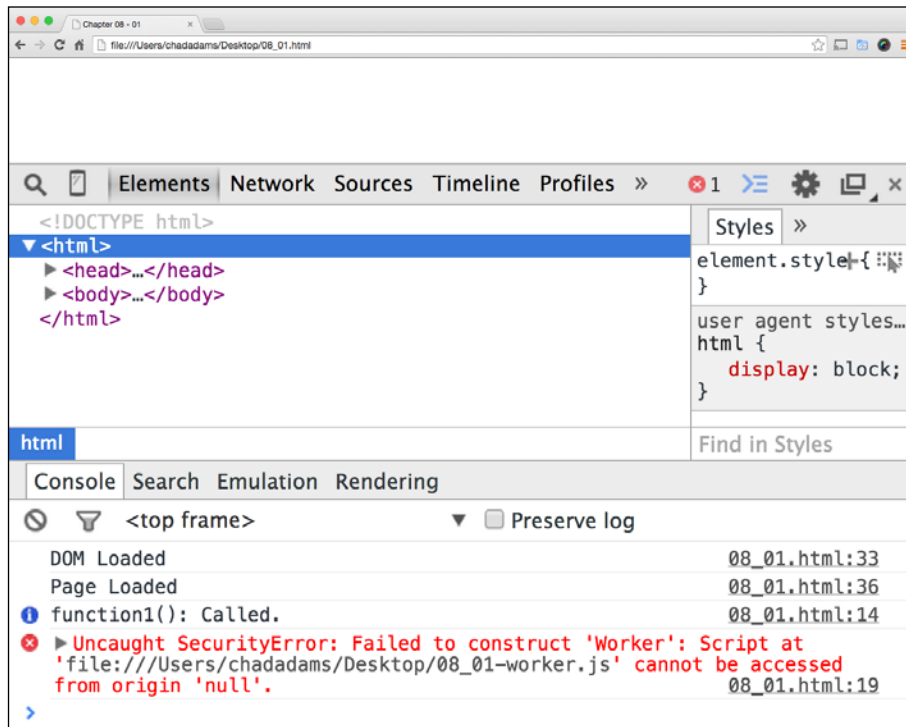 Chapter 08 - 01
file:///Users/chadadams/Desktop/08_01.html
Elements Network Sources Timeline Profiles » 1
<!DOCTYPE html>
<html>
<head>…</head>
<body>…</body>
</html>
html
Styles »
element.style {
}
user agent styles…
html {
display: block;
}
Find in Styles
Console Search Emulation Rendering
<top frame> Preserve log
DOM Loaded 08_01.html:33
Page Loaded 08_01.html:36
function1(): Called. 08_01.html:14
Uncaught SecurityError: Failed to construct 'Worker': Script at
'file:///Users/chadadams/Desktop/08_01-worker.js' cannot be accessed
from origin 'null'. 08_01.html:19